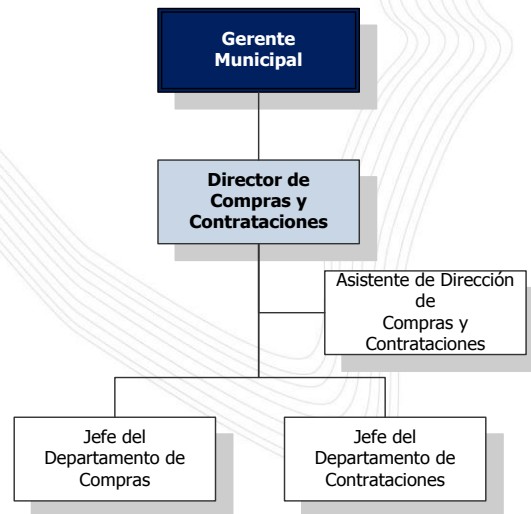 Gerente
Municipal
Director de
Compras y
Contrataciones
Asistente de Dirección
de
Compras y
Contrataciones
Jefe del
Departamento de
Compras
Jefe del
Departamento de
Contrataciones